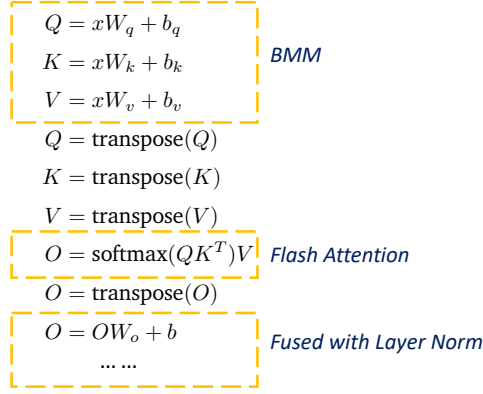 Q = xW_q + b_q
K = xW_k + b_k
BMM
V = xW_v + b_v
Q = transpose(Q)
K = transpose(K)
V = transpose(V)
O = softmax(QK^T)V Flash Attention
O = transpose(O)
O = OW_o + b Fused with Layer Norm
... ...